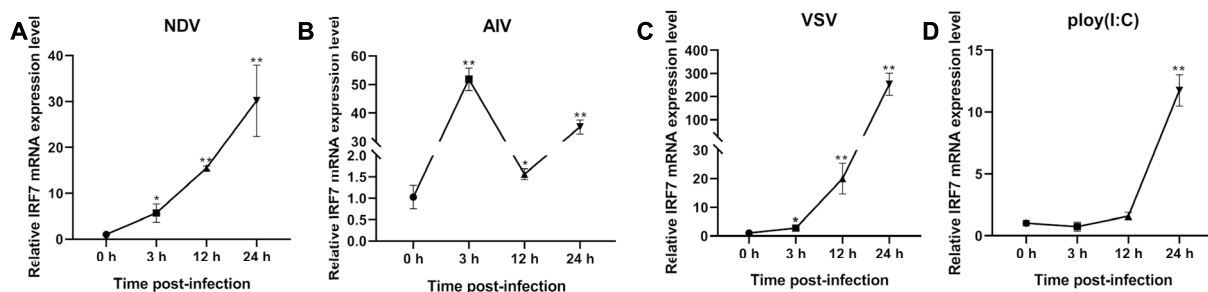 A
NDV
Relative IRF7 mRNA expression level
40
30
20
10
0
*
**
**
0 h 3 h 12 h 24 h
Time post-infection
B
AIV
Relative IRF7 mRNA expression level
60
50
40
30
2.0
1.5
1.0
0.5
0.0
**
*
**
0 h 3 h 12 h 24 h
Time post-infection
C
VSV
Relative IRF7 mRNA expression level
400
300
200
100
30
20
10
0
*
**
**
0 h 3 h 12 h 24 h
Time post-infection
D
ploy(I:C)
Relative IRF7 mRNA expression level
15
10
5
0
**
0 h 3 h 12 h 24 h
Time post-infection